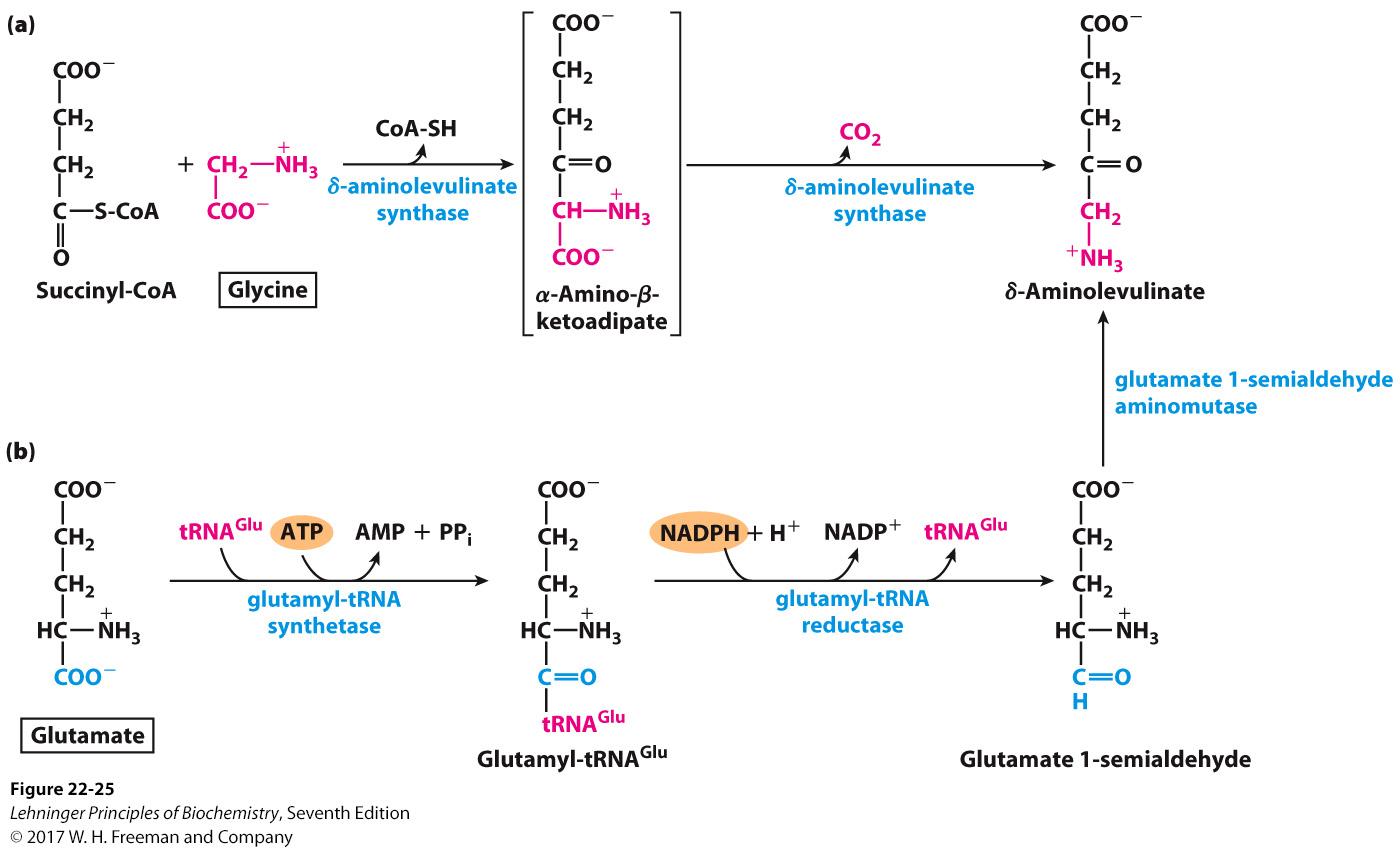 (a)
COO⁻
CH₂
CH₂
C—S-CoA
O
Succinyl-CoA
+
CH₂—NH₃
+
COO⁻
Glycine
CoA-SH
δ-aminolevulinate
synthase
COO⁻
CH₂
CH₂
C=O
+
CH—NH₃
COO⁻
α-Amino-β-
ketoadipate
CO₂
δ-aminolevulinate
synthase
COO⁻
CH₂
CH₂
C=O
CH₂
⁺NH₃
δ-Aminolevulinate
glutamate 1-semialdehyde
aminomutase
(b)
COO⁻
CH₂
CH₂
+
HC—NH₃
COO⁻
Glutamate
tRNA^Glu ATP AMP + PPᵢ
glutamyl-tRNA
synthetase
COO⁻
CH₂
CH₂
+
HC—NH₃
C=O
tRNA^Glu
Glutamyl-tRNA^Glu
NADPH + H⁺ NADP⁺ tRNA^Glu
glutamyl-tRNA
reductase
COO⁻
CH₂
CH₂
+
HC—NH₃
C=O
H
Glutamate 1-semialdehyde
Figure 22-25
Lehninger Principles of Biochemistry, Seventh Edition
© 2017 W. H. Freeman and Company